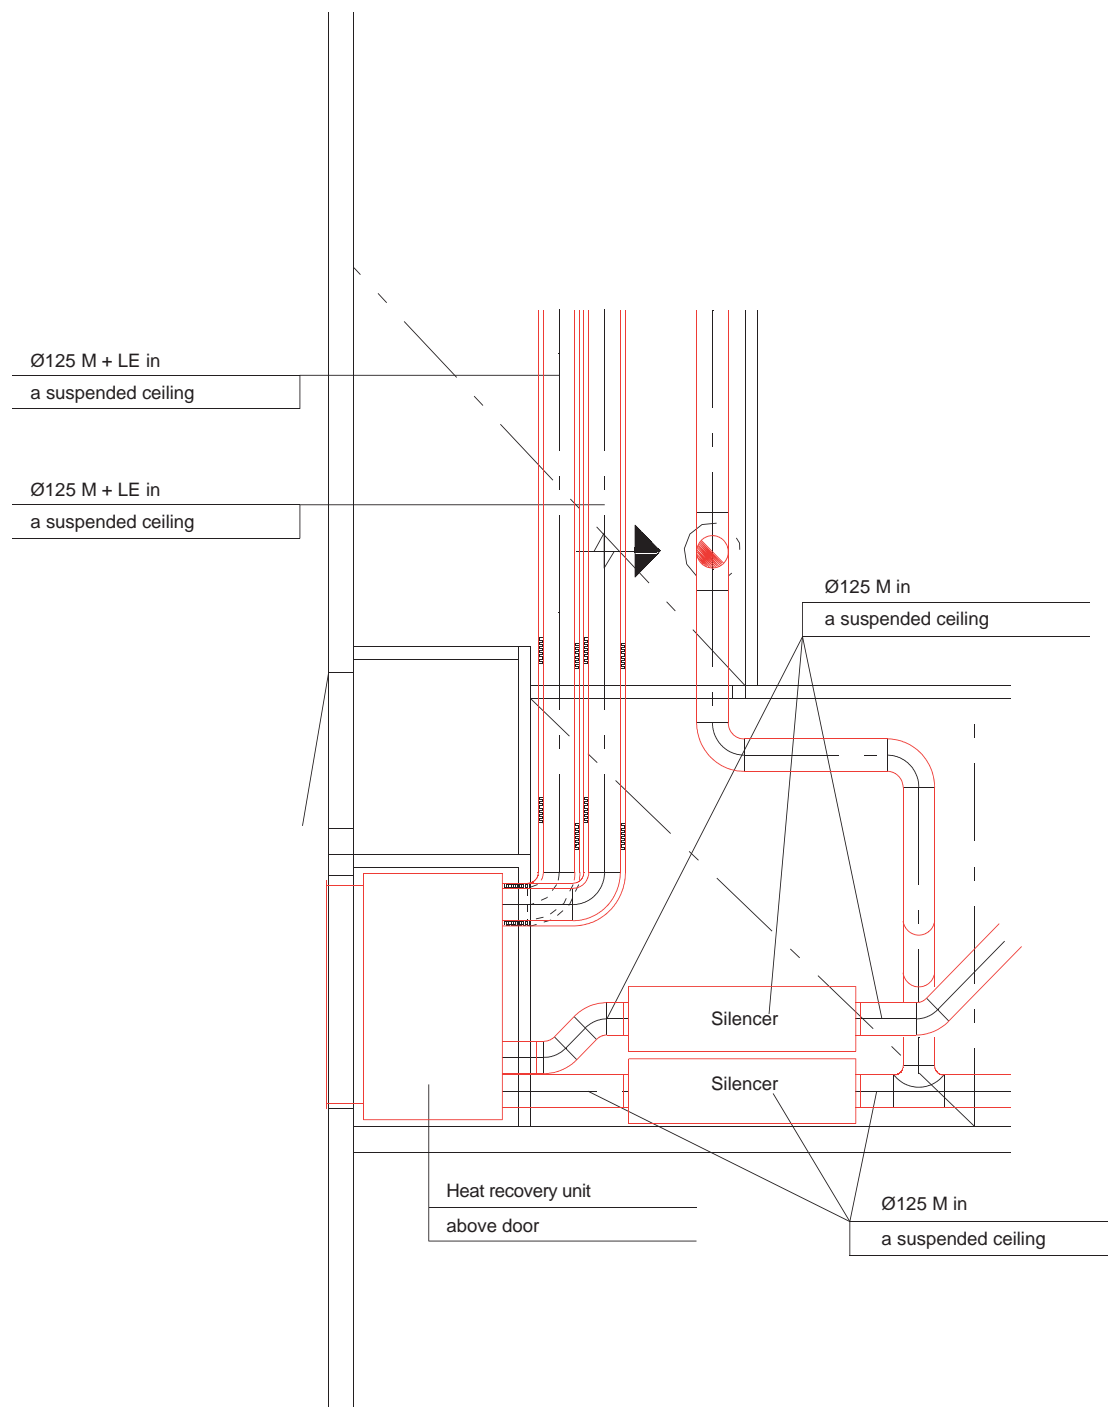 Ø125 M + LE in
a suspended ceiling
Ø125 M + LE in
a suspended ceiling
Ø125 M in
a suspended ceiling
Silencer
Silencer
Heat recovery unit
above door
Ø125 M in
a suspended ceiling